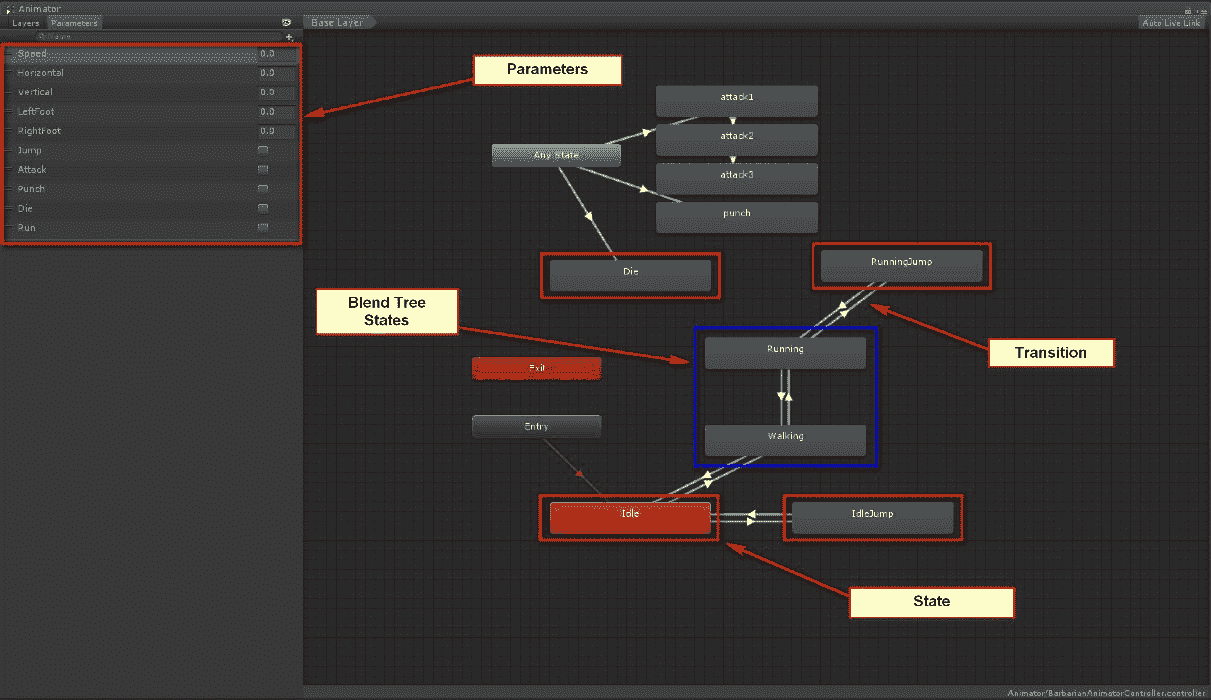 Animator
Layers
Parameters
Base Layer
Auto Live Link
Speed
0.0
Horizontal
0.0
Vertical
0.0
LeftFoot
0.0
RightFoot
0.0
Jump
Attack
Punch
Die
Run
Parameters
attack1
attack2
Any State
attack3
punch
Die
RunningJump
Blend Tree
States
Running
Transition
Exit
Entry
Walking
Idle
IdleJump
State
Animator/BarbarianAnimatorController.controller